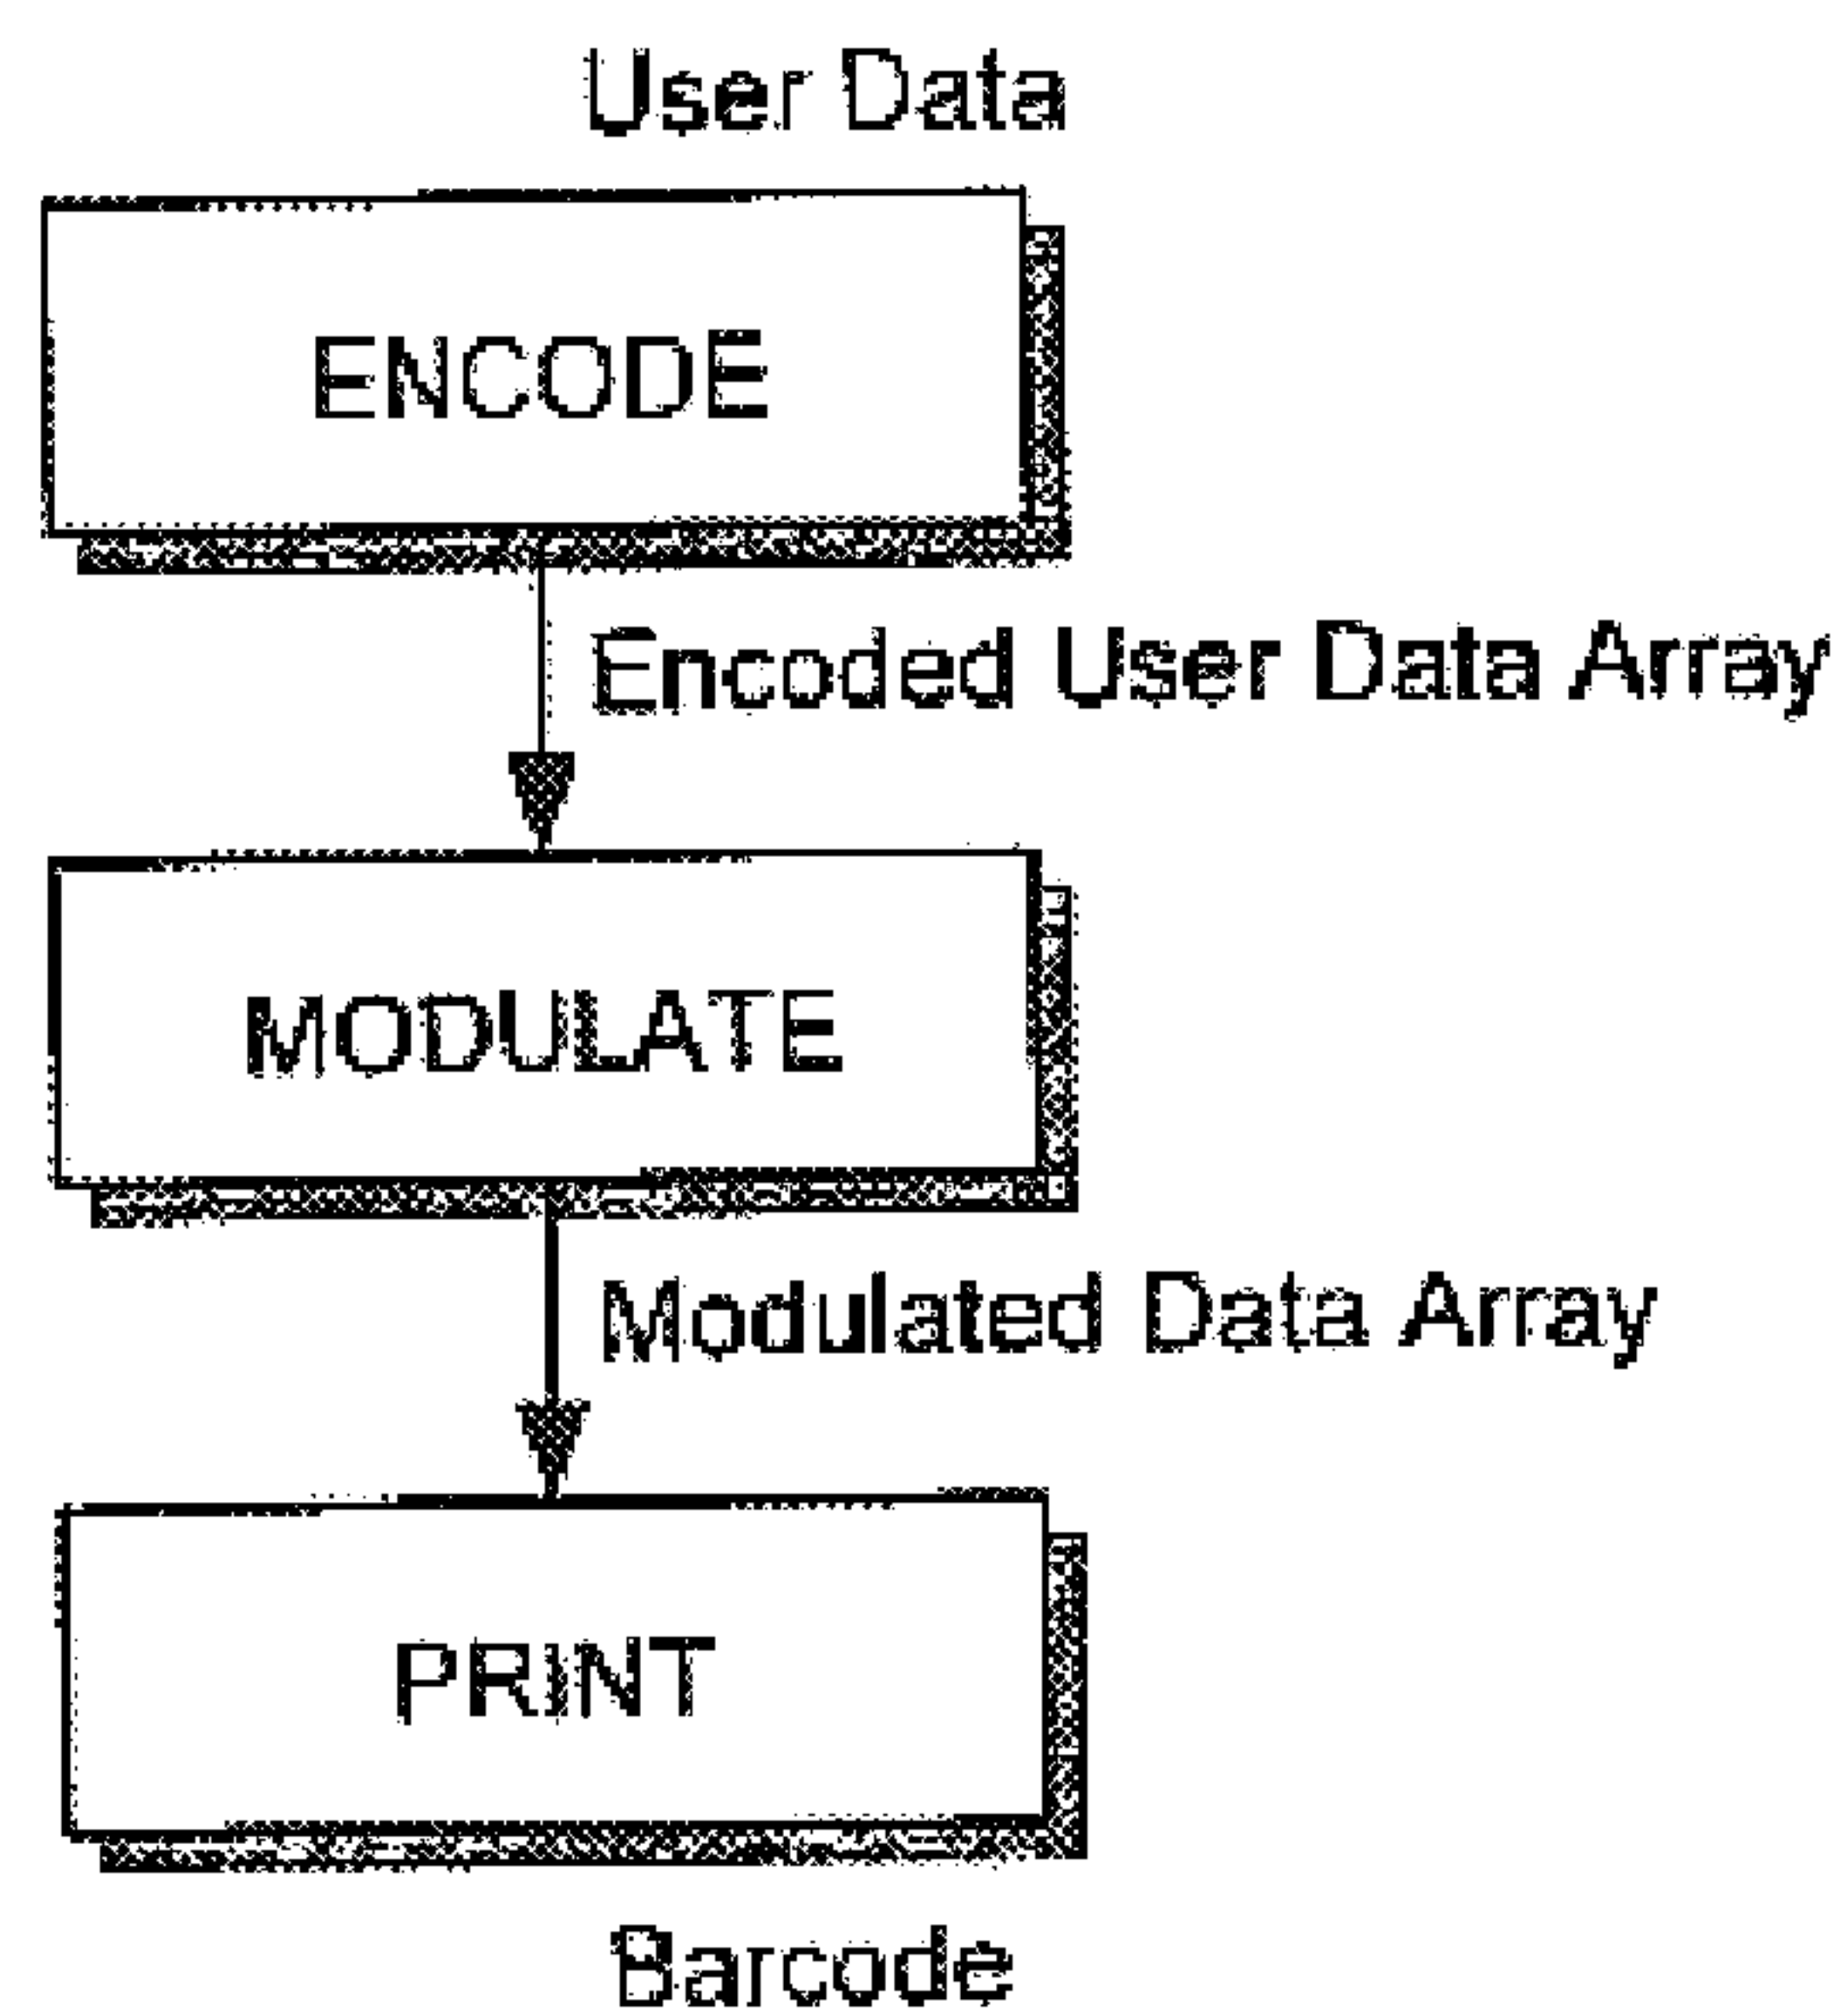 User Data
ENCODE
Encoded User Data Array
MODULATE
Modulated Data Array
PRINT
Barcode